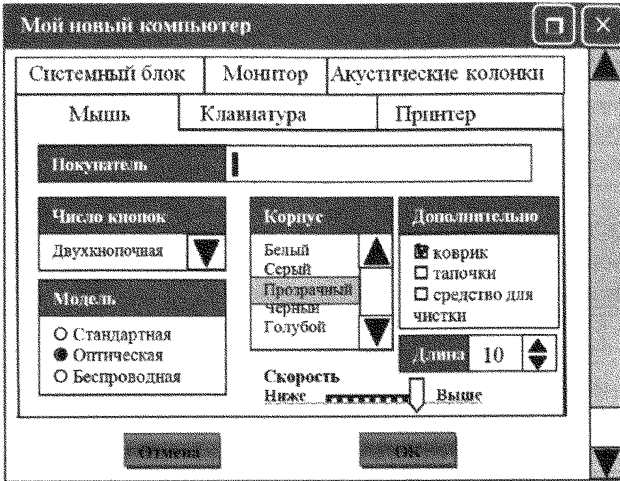 Мой новый компьютер
Системный блок Монитор Акустические колонки
Мышь Клавиатура Принтер
Покупатель
Число кнопок
Двухкнопочная
Модель
Стандартная
Оптическая
Беспроводная
Корпус
Белый
Серый
Прозрачный
Черный
Голубой
Дополнительно
коврик
тапочки
средство для
чистки
Длина 10
Скорость
Ниже Выше
Отмена ОК